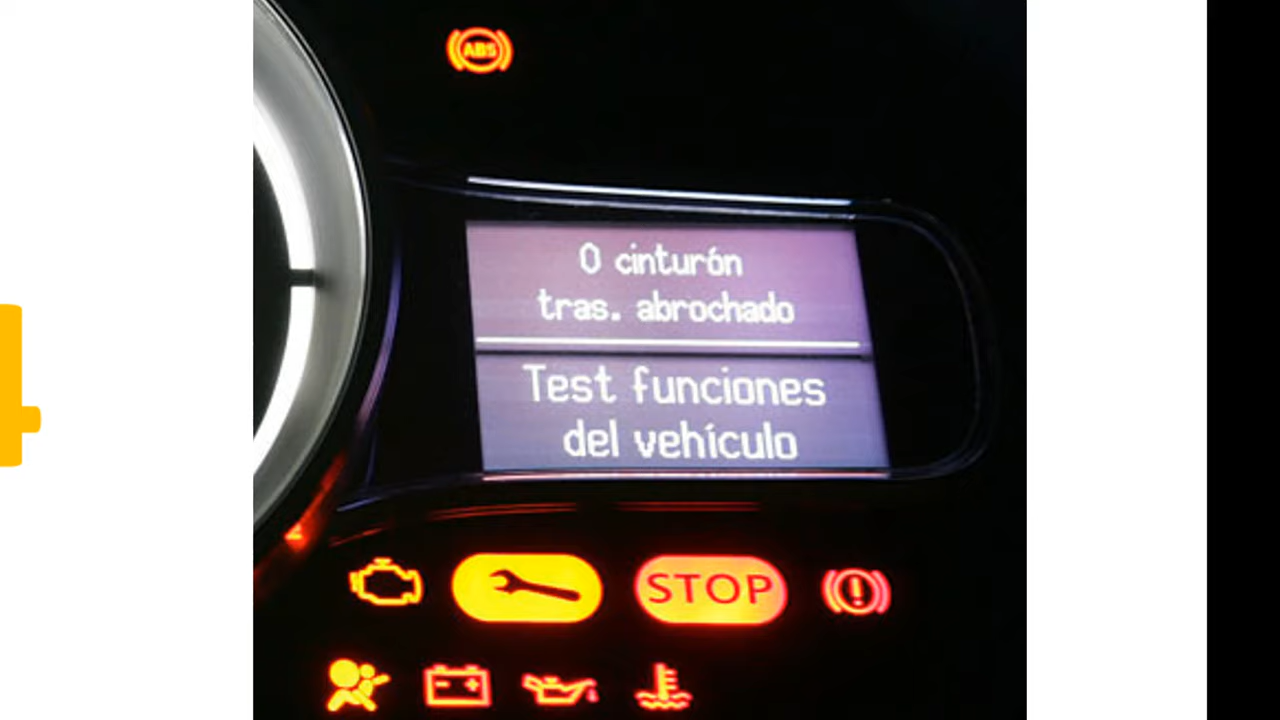 ABS
0 cinturón
tras. abrochado
Test funciones
del vehículo
STOP